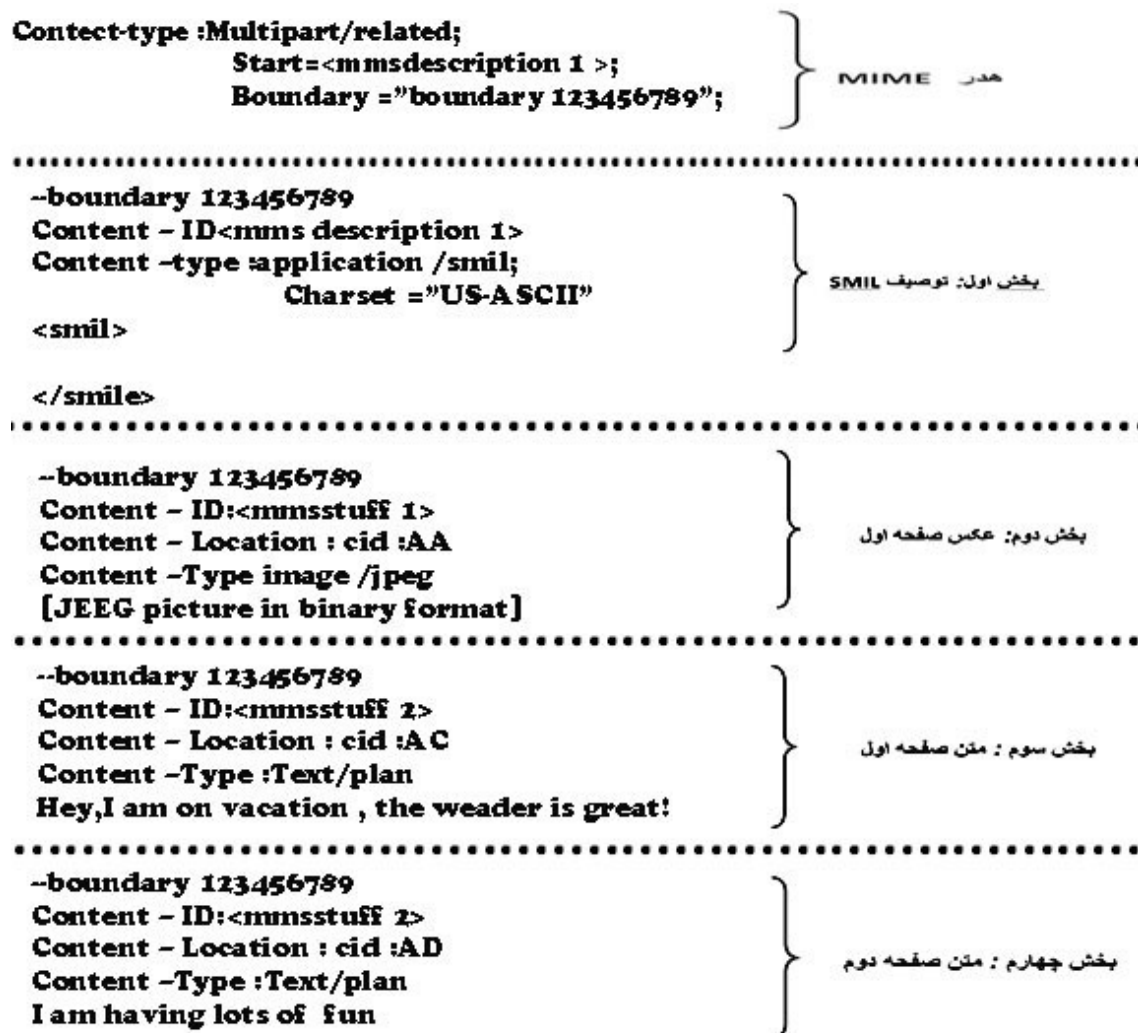 Contect-type :Multipart/related;
Start=<mmsdescription 1 >;
Boundary ="boundary 123456789";
هدر MIME
--boundary 123456789
Content – ID<mms description 1>
Content –type :application /smil;
Charset ="US-ASCII"
<smil>
</smile>
بخش اول: توصیف SMIL
--boundary 123456789
Content – ID:<mmsstuff 1>
Content – Location : cid :AA
Content –Type image /jpeg
[JEEG picture in binary format]
بخش دوم: عکس صفحه اول
--boundary 123456789
Content – ID:<mmsstuff 2>
Content – Location : cid :AC
Content –Type :Text/plan
Hey,I am on vacation , the weader is great!
بخش سوم : متن صفحه اول
--boundary 123456789
Content – ID:<mmsstuff 2>
Content – Location : cid :AD
Content –Type :Text/plan
I am having lots of fun
بخش چهارم : متن صفحه دوم